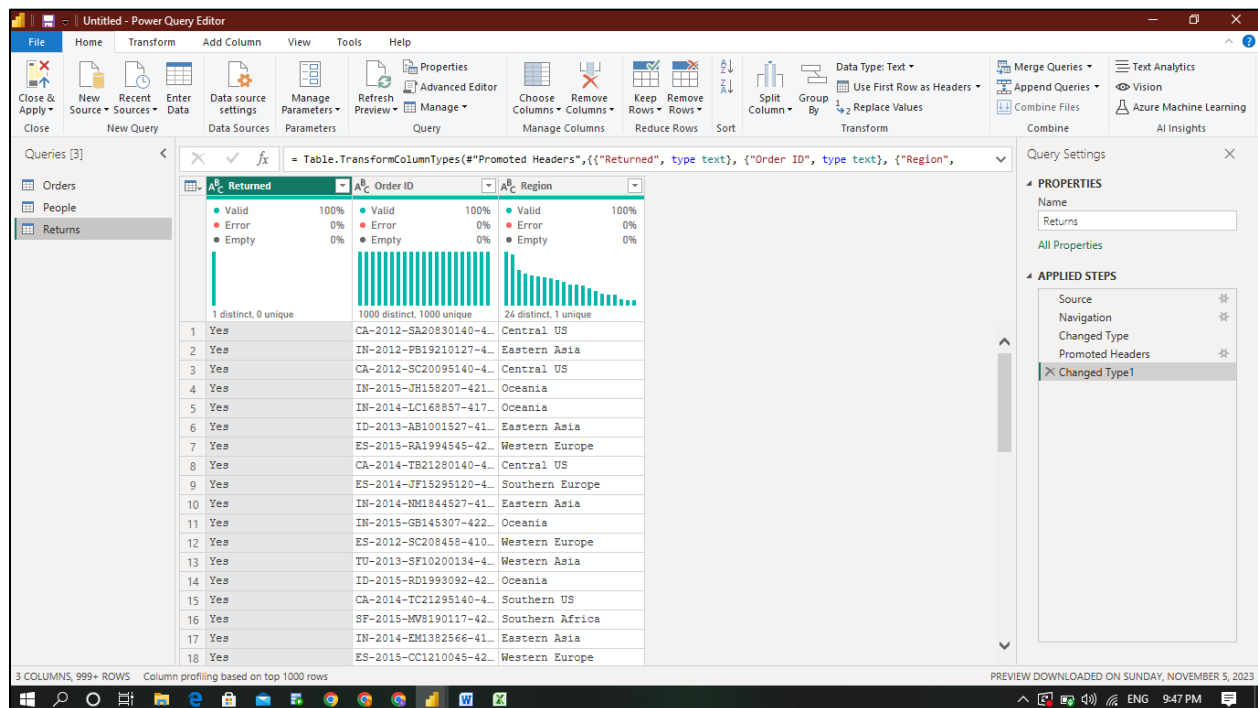 Untitled - Power Query Editor
File Home Transform Add Column View Tools Help
Close & Apply
New Source
Recent Sources
Enter Data
Data source settings
Manage Parameters
Refresh Preview
Properties
Advanced Editor
Manage
Choose Columns
Remove Columns
Keep Rows
Remove Rows
Split Column
Group By
Data Type: Text
Use First Row as Headers
Replace Values
Merge Queries
Append Queries
Combine Files
Text Analytics
Vision
Azure Machine Learning
Close New Query Data Sources Parameters Query Manage Columns Reduce Rows Sort Transform Combine AI Insights
Queries [3]
Orders
People
Returns
fx = Table.TransformColumnTypes(#"Promoted Headers",{{"Returned", type text}, {"Order ID", type text}, {"Region",
ABC Returned ABC Order ID ABC Region
Valid 100% Valid 100% Valid 100%
Error 0% Error 0% Error 0%
Empty 0% Empty 0% Empty 0%
1 distinct, 0 unique 1000 distinct, 1000 unique 24 distinct, 1 unique
1 Yes CA-2012-SA20830140-4... Central US
2 Yes IN-2012-PB19210127-4... Eastern Asia
3 Yes CA-2012-SC20095140-4... Central US
4 Yes IN-2015-JH158207-421... Oceania
5 Yes IN-2014-LC168857-417... Oceania
6 Yes ID-2013-AB1001527-41... Eastern Asia
7 Yes ES-2015-RA1994545-42... Western Europe
8 Yes CA-2014-TB21280140-4... Central US
9 Yes ES-2014-JF15295120-4... Southern Europe
10 Yes IN-2014-NM1844527-41... Eastern Asia
11 Yes IN-2015-GB145307-422... Oceania
12 Yes ES-2012-SC208458-410... Western Europe
13 Yes TU-2013-SF10200134-4... Western Asia
14 Yes ID-2015-RD1993092-42... Oceania
15 Yes CA-2014-TC21295140-4... Southern US
16 Yes SF-2015-MV8190117-42... Southern Africa
17 Yes IN-2014-EM1382566-41... Eastern Asia
18 Yes ES-2015-CC1210045-42... Western Europe
Query Settings
PROPERTIES
Name
Returns
All Properties
APPLIED STEPS
Source
Navigation
Changed Type
Promoted Headers
Changed Type1
3 COLUMNS, 999+ ROWS Column profiling based on top 1000 rows
PREVIEW DOWNLOADED ON SUNDAY, NOVEMBER 5, 2023
ENG 9:47 PM